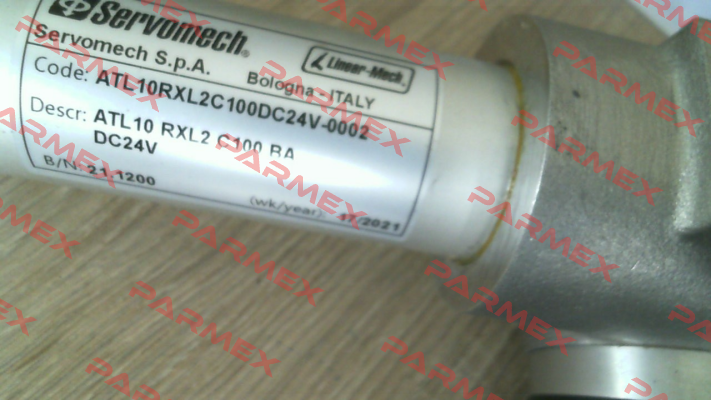 Servomech®
Servomech S.p.A.
Linear-Mech®
Bologna - ITALY
Code: ATL10RXL2C100DC24V-0002
Descr: ATL10 RXL2 C100 BA
DC24V
B/N: 21.1200
(wk/year): 17/2021
PARMEX